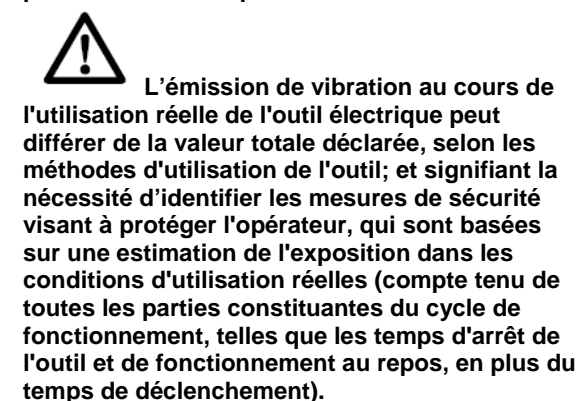 L'émission de vibration au cours de
l'utilisation réelle de l'outil électrique peut
différer de la valeur totale déclarée, selon les
méthodes d'utilisation de l'outil; et signifiant la
nécessité d'identifier les mesures de sécurité
visant à protéger l'opérateur, qui sont basées
sur une estimation de l'exposition dans les
conditions d'utilisation réelles (compte tenu de
toutes les parties constituantes du cycle de
fonctionnement, telles que les temps d'arrêt de
l'outil et de fonctionnement au repos, en plus du
temps de déclenchement).